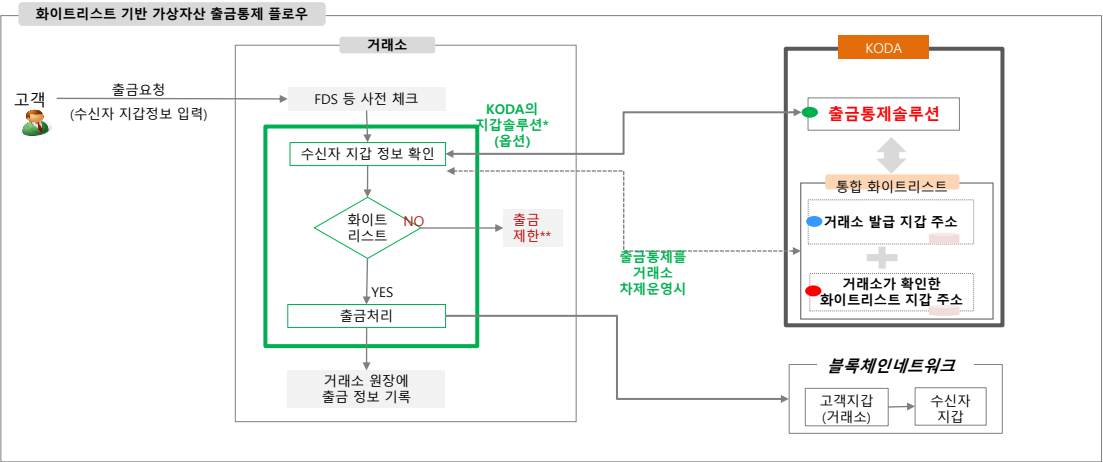 화이트리스트 기반 가상자산 출금통제 플로우
고객
출금요청
(수신자 지갑정보 입력)
거래소
FDS 등 사전 체크
KODA의
지갑솔루션*
(옵션)
수신자 지갑 정보 확인
화이트
리스트
NO
출금
제한**
YES
출금처리
거래소 원장에
출금 정보 기록
출금통제를
거래소
차제운영시
KODA
출금통제솔루션
통합 화이트리스트
거래소 발급 지갑 주소
거래소가 확인한
화이트리스트 지갑 주소
블록체인네트워크
고객지갑
(거래소)
수신자
지갑